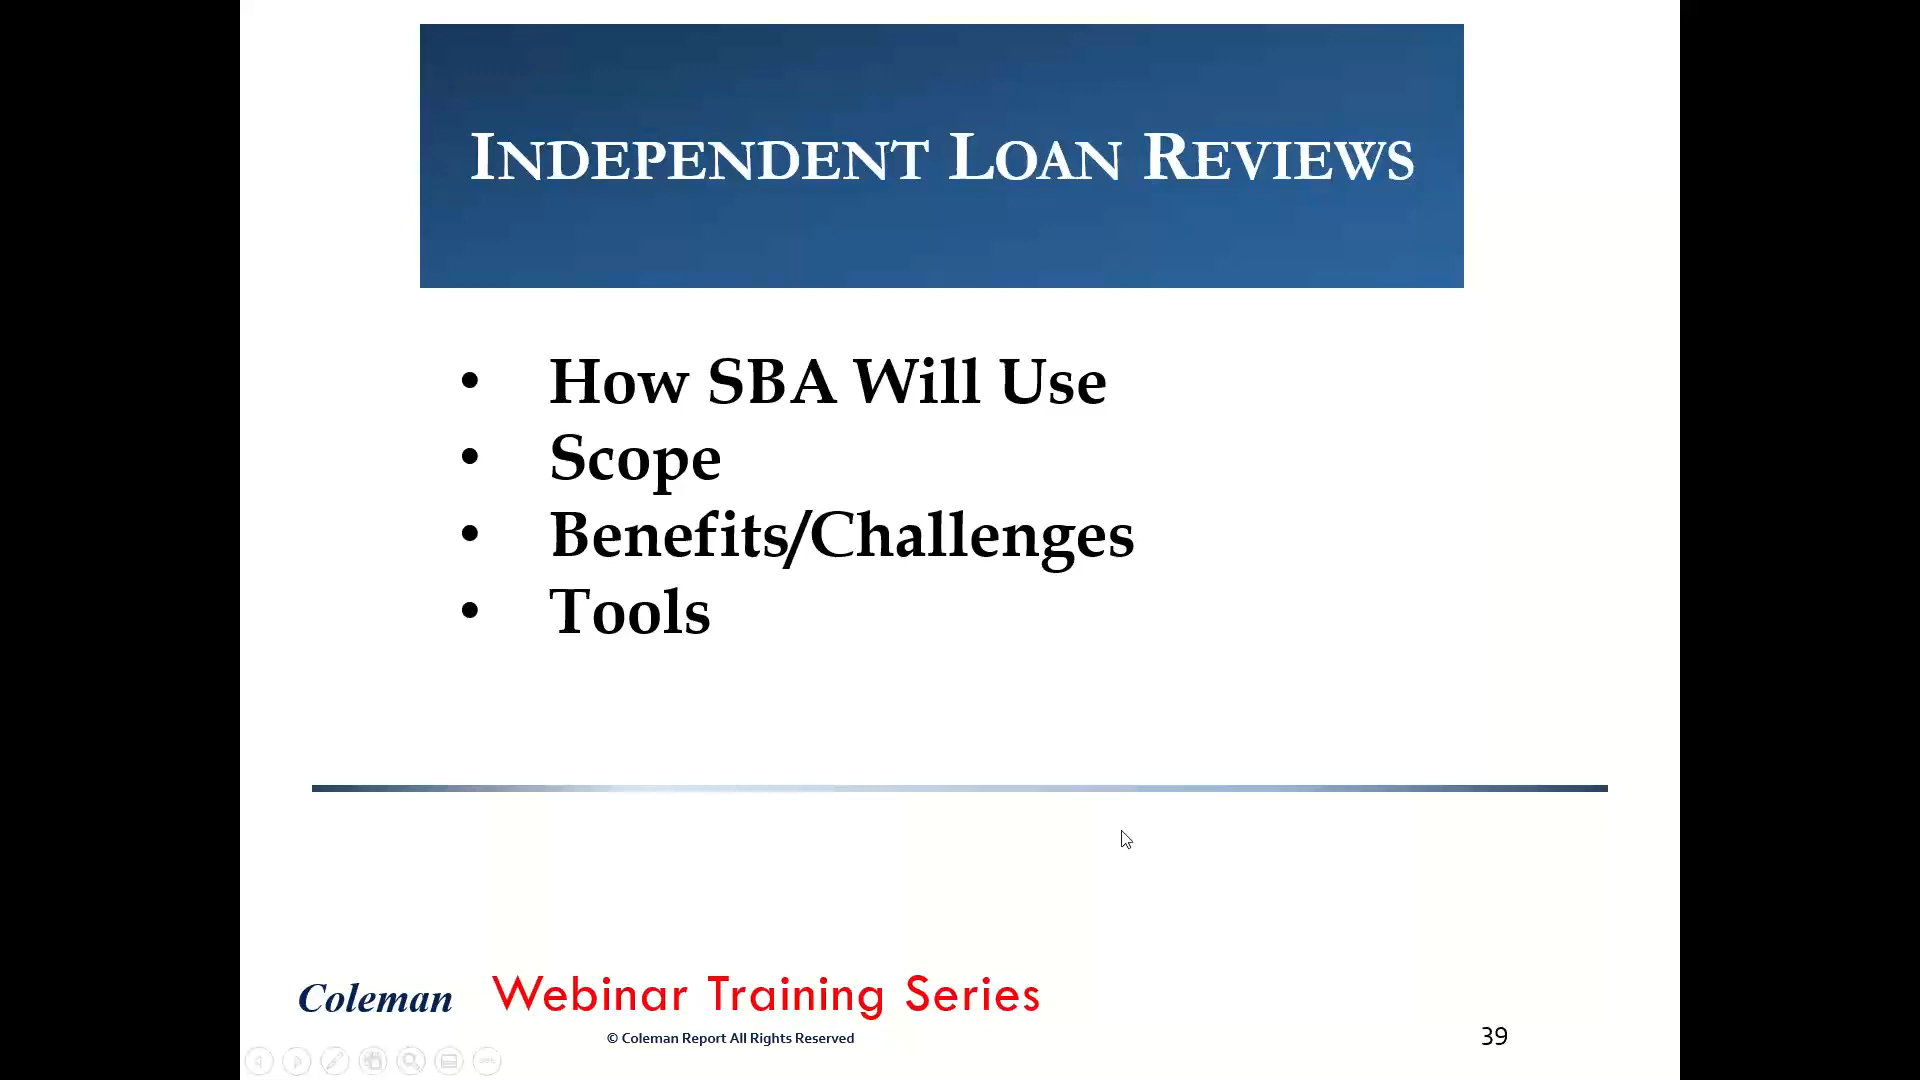 INDEPENDENT LOAN REVIEWS
• How SBA Will Use
• Scope
• Benefits/Challenges
• Tools
Coleman Webinar Training Series
© Coleman Report All Rights Reserved
39